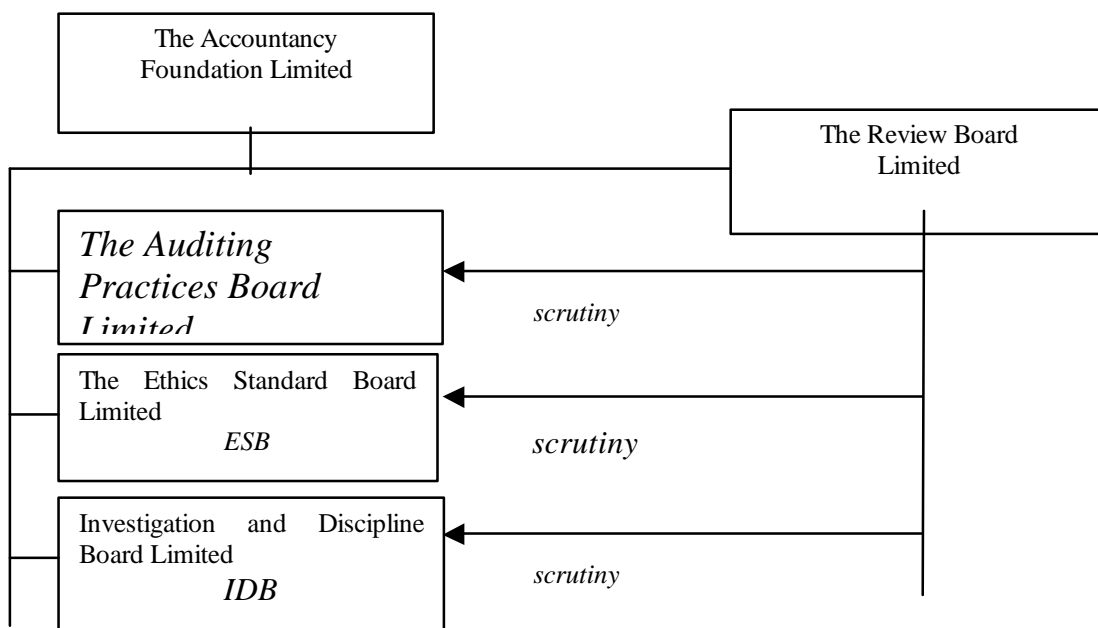 The Accountancy
Foundation Limited
The Review Board
Limited
The Auditing
Practices Board
Limited
scrutiny
The Ethics Standard Board
Limited
ESB
scrutiny
Investigation and Discipline
Board Limited
IDB
scrutiny